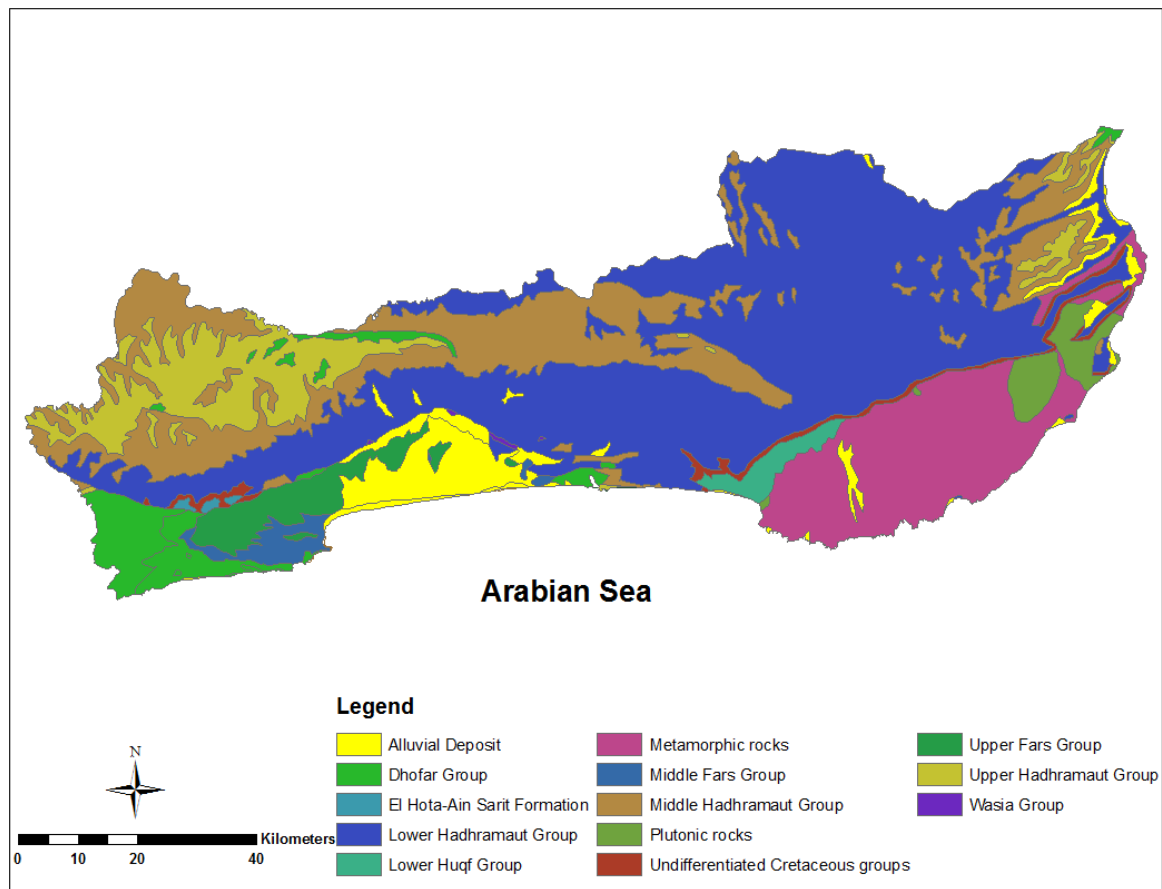 Arabian Sea
Legend
Alluvial Deposit
Dhofar Group
El Hota-Ain Sarit Formation
Lower Hadhramaut Group
Lower Huqf Group
Metamorphic rocks
Middle Fars Group
Middle Hadhramaut Group
Plutonic rocks
Undifferentiated Cretaceous groups
Upper Fars Group
Upper Hadhramaut Group
Wasia Group
N
Kilometers
0 10 20 40